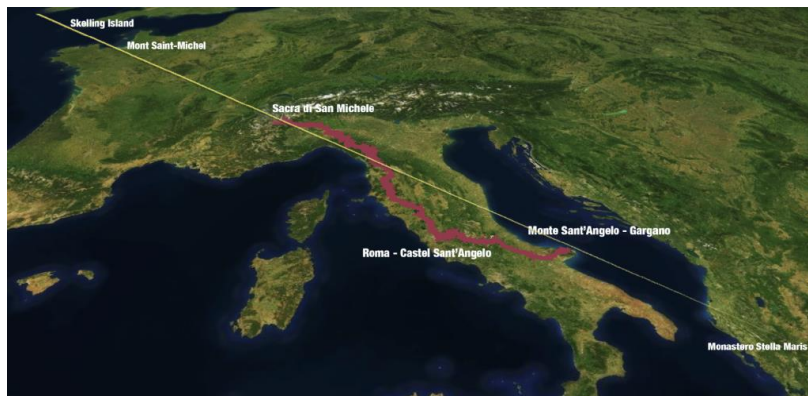 Skelling Island
Mont Saint-Michel
Sacra di San Michele
Monte Sant'Angelo - Gargano
Roma - Castel Sant'Angelo
Monastero Stella Maris